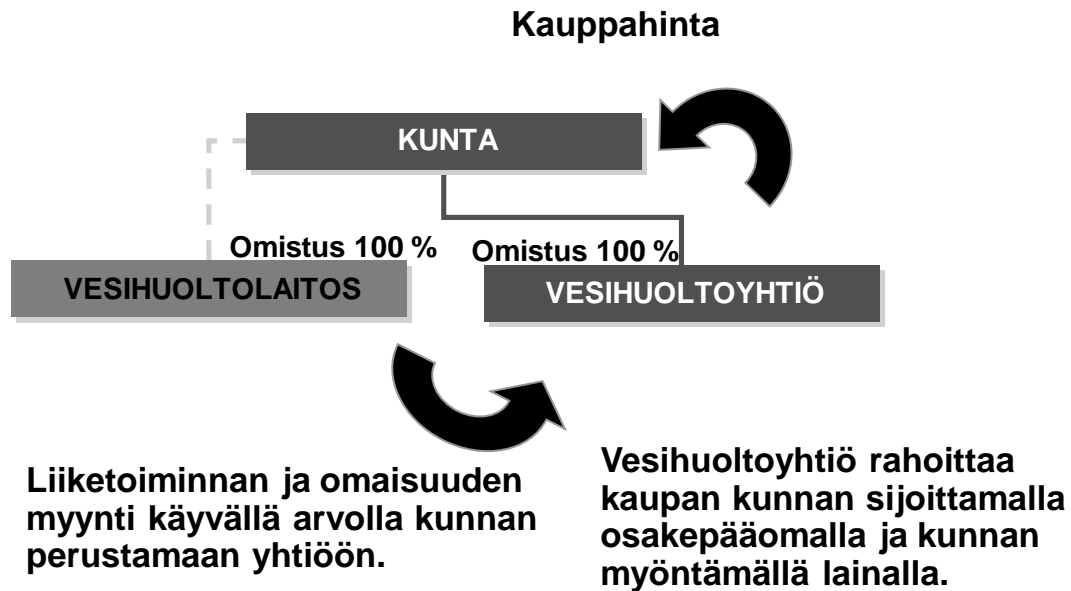 Kauppahinta
KUNTA
Omistus 100 %
Omistus 100 %
VESIHUOLTOLAITOS
VESIHUOLTOYHTIÖ
Liiketoiminnan ja omaisuuden
myynti käyvällä arvolla kunnan
perustamaan yhtiöön.
Vesihuoltoyhtiö rahoittaa
kaupan kunnan sijoittamalla
osakepääomalla ja kunnan
myöntämällä lainalla.